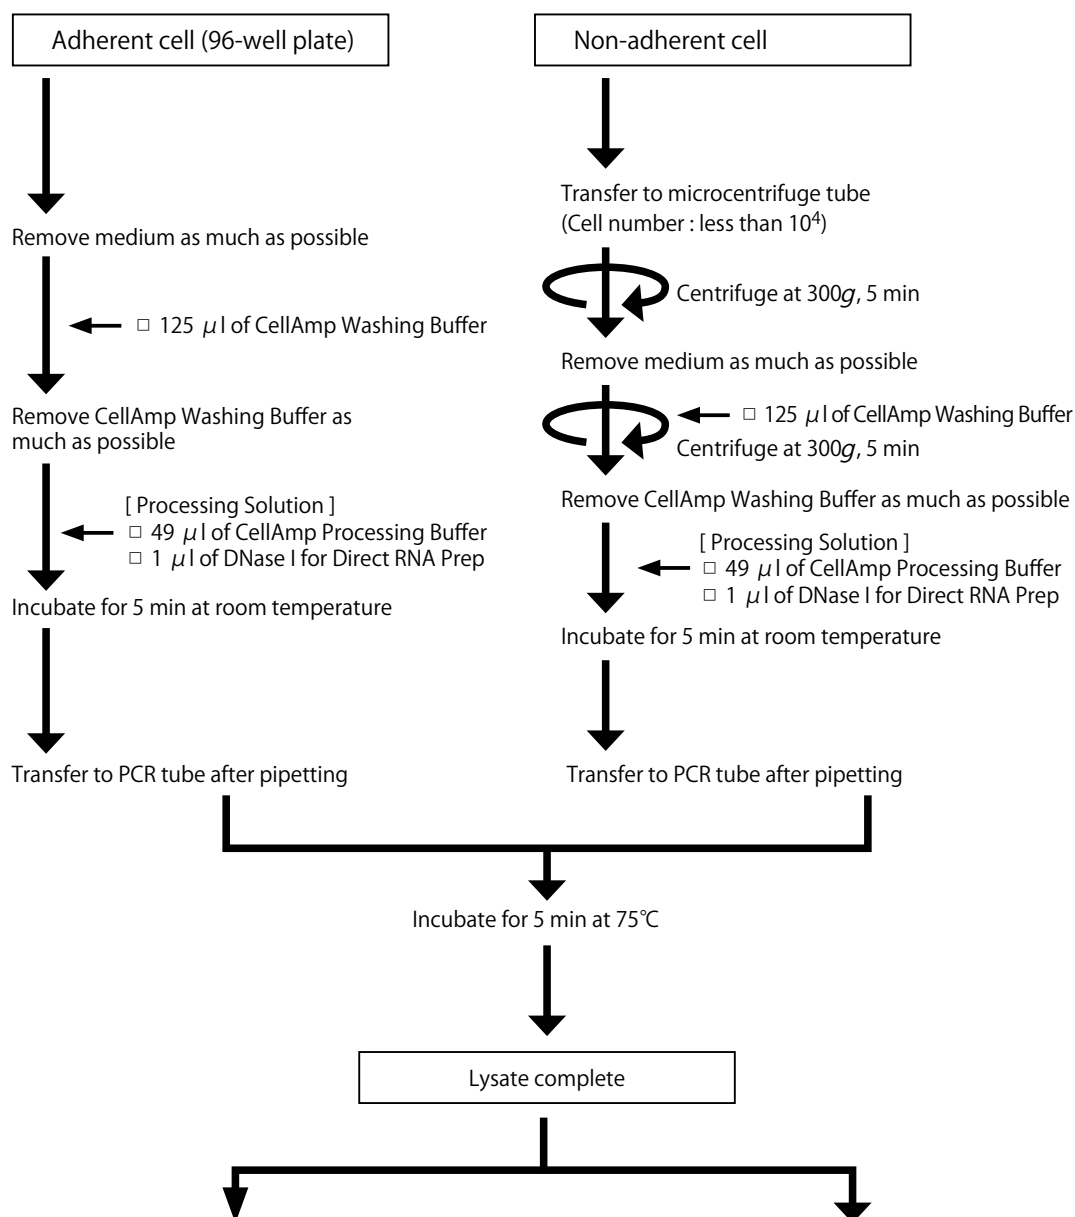 Adherent cell (96-well plate)
Remove medium as much as possible
□ 125 μl of CellAmp Washing Buffer
Remove CellAmp Washing Buffer as
much as possible
[ Processing Solution ]
□ 49 μl of CellAmp Processing Buffer
□ 1 μl of DNase I for Direct RNA Prep
Incubate for 5 min at room temperature
Transfer to PCR tube after pipetting
Non-adherent cell
Transfer to microcentrifuge tube
(Cell number : less than 10⁴)
Centrifuge at 300g, 5 min
Remove medium as much as possible
□ 125 μl of CellAmp Washing Buffer
Centrifuge at 300g, 5 min
Remove CellAmp Washing Buffer as much as possible
[ Processing Solution ]
□ 49 μl of CellAmp Processing Buffer
□ 1 μl of DNase I for Direct RNA Prep
Incubate for 5 min at room temperature
Transfer to PCR tube after pipetting
Incubate for 5 min at 75℃
Lysate complete